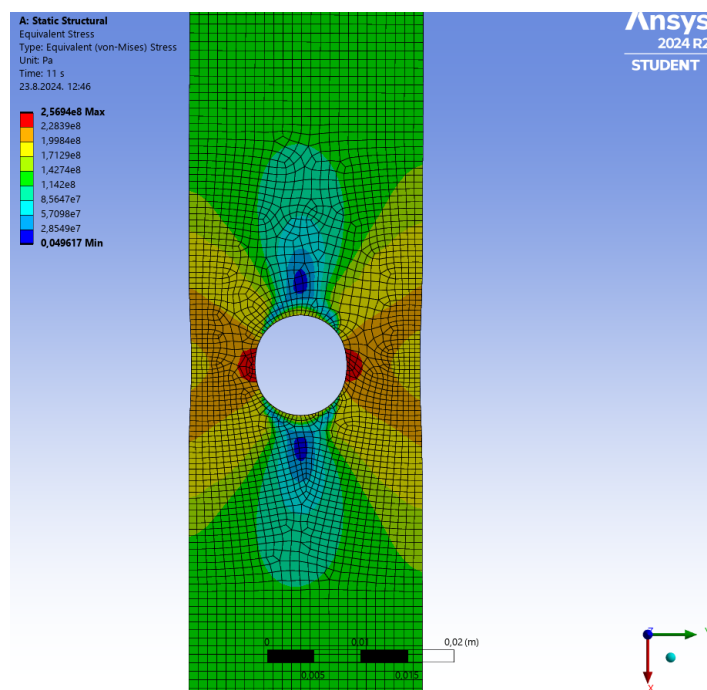 A: Static Structural
Equivalent Stress
Type: Equivalent (von-Mises) Stress
Unit: Pa
Time: 11 s
23.8.2024. 12:46
2,5694e8 Max
2,2839e8
1,9984e8
1,7129e8
1,4274e8
1,142e8
8,5647e7
5,7098e7
2,8549e7
0,049617 Min
Ansys
2024 R2
STUDENT
0
0,01
0,02 (m)
0,005
0,015
Z
Y
X